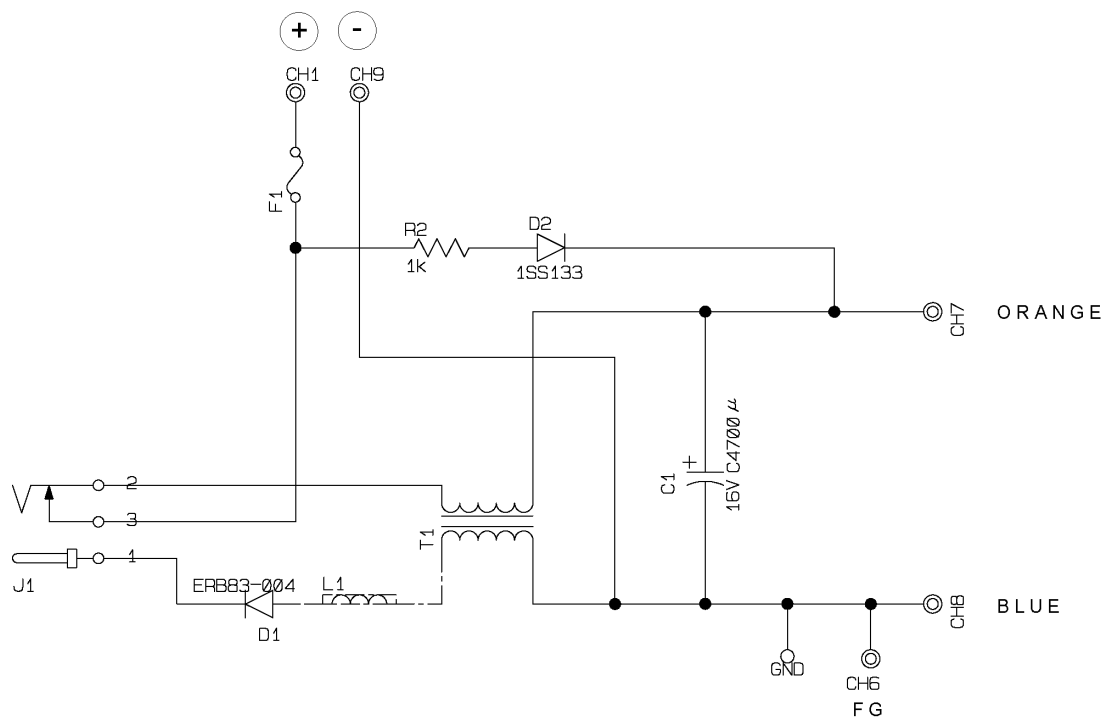 + -
CH1 CH9
F1
R2
1k
D2
1SS133
CH7 ORANGE
C1 + 16V C4700μ
2
3
1
J1
T1
ERB83-004
D1
L1
CH8 BLUE
GND
CH6
FG